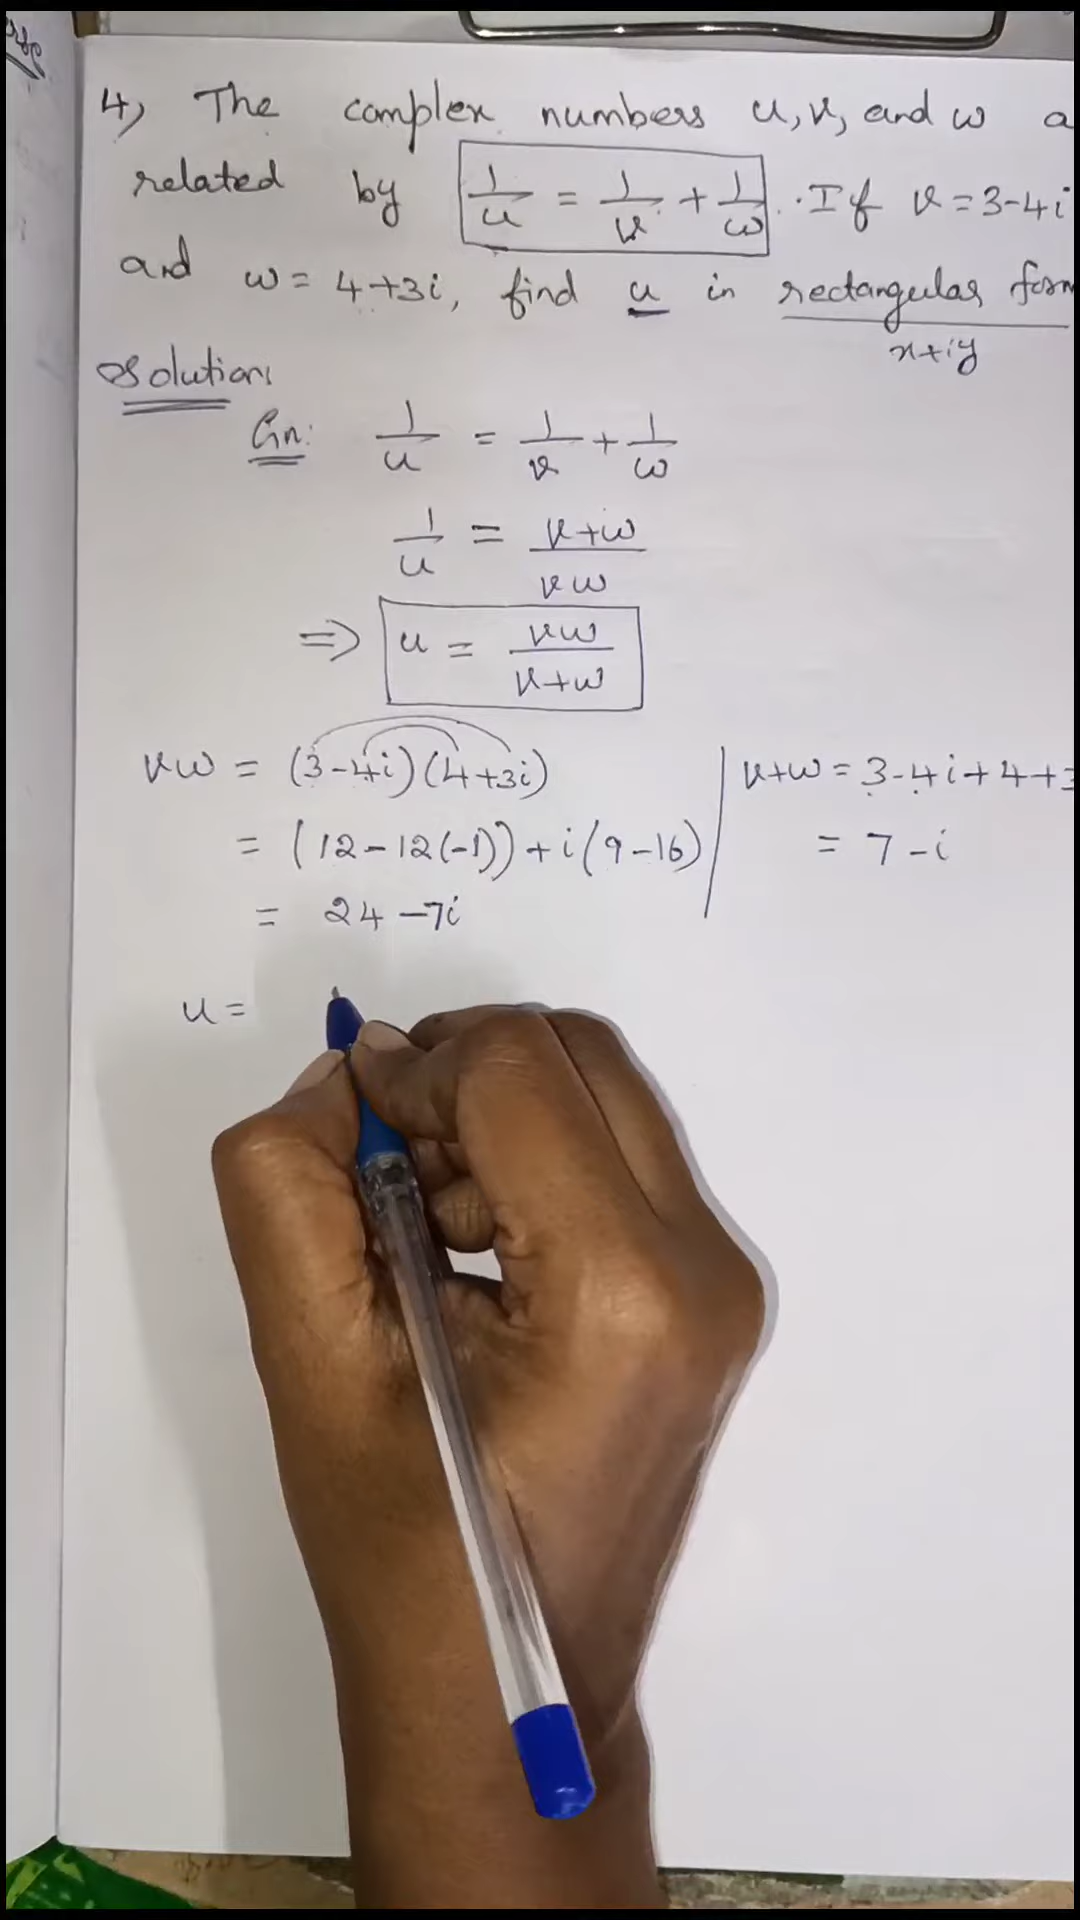 4) The complex numbers u, v, and w a
related by 1/u = 1/v + 1/w . If v = 3-4i
and w = 4+3i, find u in rectangular form
x+iy
Solution:
Gn: 1/u = 1/v + 1/w
1/u = v+w/vw
⇒ u = vw/v+w
vw = (3-4i)(4+3i)
= (12-12(-1))+i(9-16)
= 24-7i
v+w = 3-4i+4+3
= 7-i
u =